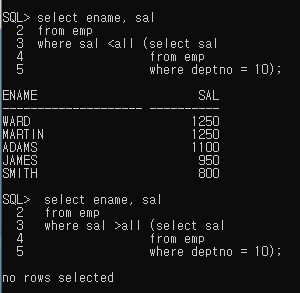 SQL> select ename, sal
2 from emp
3 where sal <all (select sal
4 from emp
5 where deptno = 10);
ENAME SAL
-------------------- ----------
WARD 1250
MARTIN 1250
ADAMS 1100
JAMES 950
SMITH 800
SQL> select ename, sal
2 from emp
3 where sal >all (select sal
4 from emp
5 where deptno = 10);
no rows selected